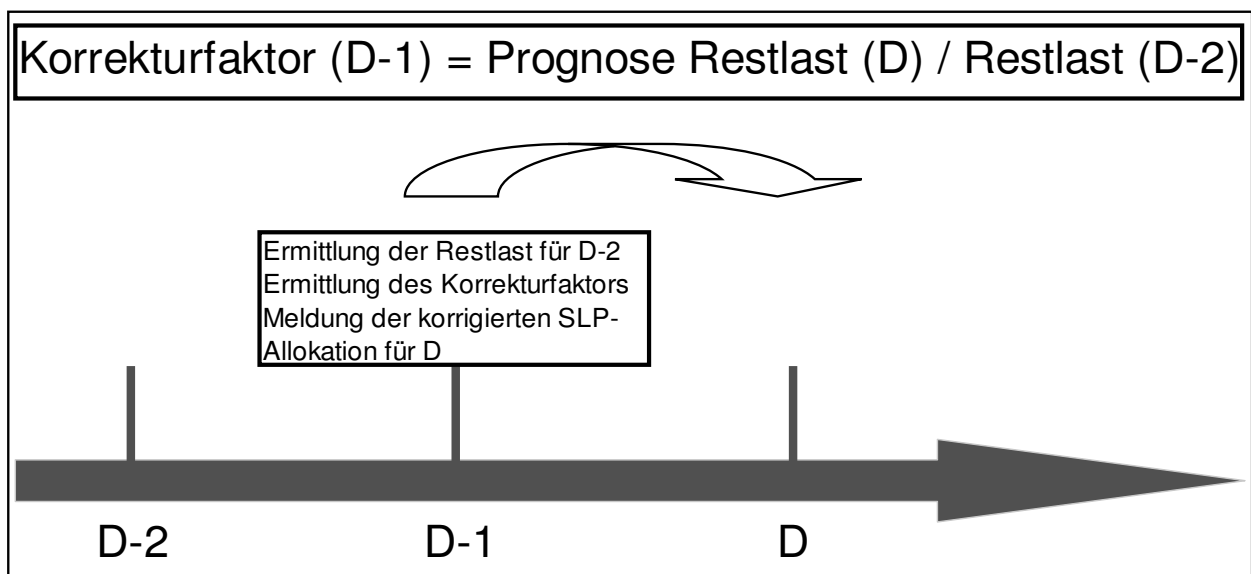 Korrekturfaktor (D-1) = Prognose Restlast (D) / Restlast (D-2)
Ermittlung der Restlast für D-2
Ermittlung des Korrekturfaktors
Meldung der korrigierten SLP-
Allokation für D
D-2
D-1
D